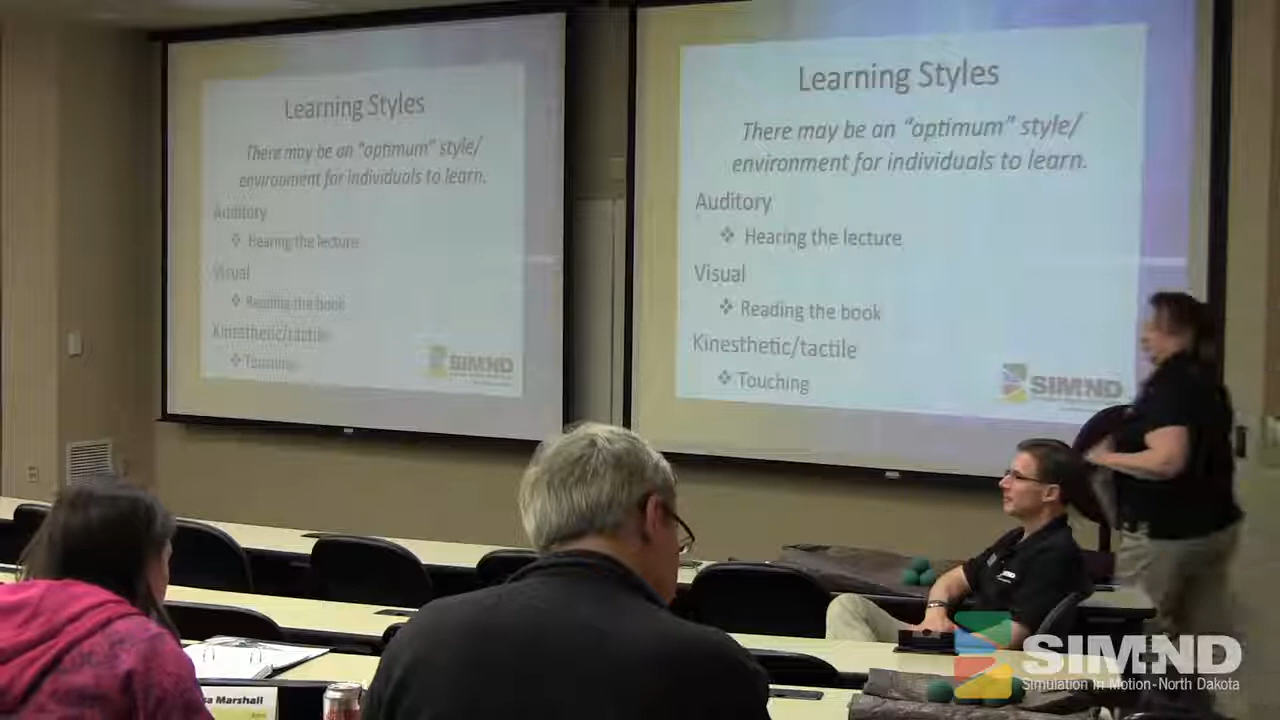 Learning Styles
There may be an “optimum” style/
environment for individuals to learn.
Auditory
❖ Hearing the lecture
Visual
❖ Reading the book
Kinesthetic/tactile
❖ Touching
SIMND
Learning Styles
There may be an “optimum” style/
environment for individuals to learn.
Auditory
❖ Hearing the lecture
Visual
❖ Reading the book
Kinesthetic/tactile
❖ Touching
SIMND
Marshall
SIM-ND
Simulation In Motion-North Dakota